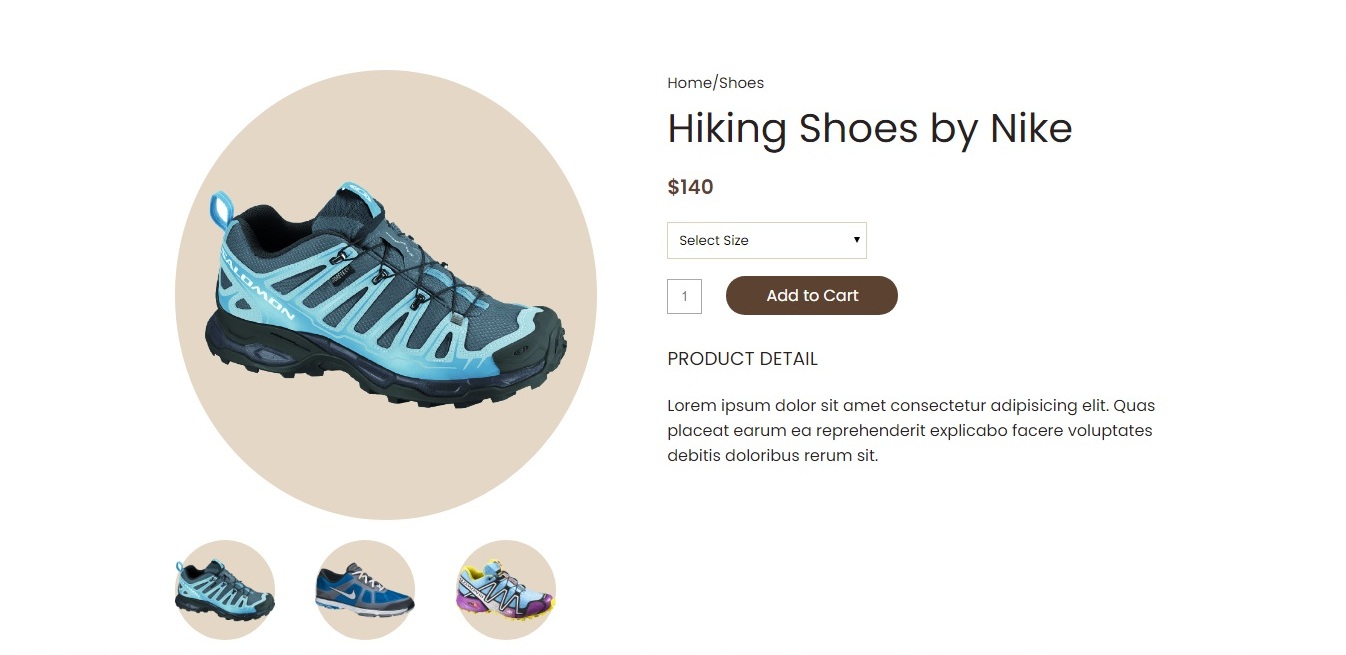 Home/Shoes
Hiking Shoes by Nike
$140
SALOMON
Select Size
1
Add to Cart
PRODUCT DETAIL
Lorem ipsum dolor sit amet consectetur adipisicing elit. Quas
placeat earum ea reprehenderit explicabo facere voluptates
debitis doloribus rerum sit.